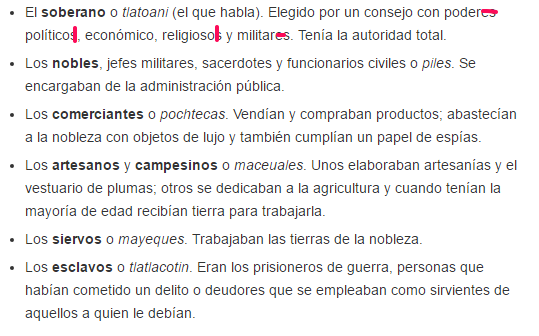 El soberano o tlatoani (el que habla). Elegido por un consejo con poderes
políticos, económico, religiosos y militares. Tenía la autoridad total.
Los nobles, jefes militares, sacerdotes y funcionarios civiles o piles. Se
encargaban de la administración pública.
Los comerciantes o pochtecas. Vendían y compraban productos; abastecían
a la nobleza con objetos de lujo y también cumplían un papel de espías.
Los artesanos y campesinos o maceuales. Unos elaboraban artesanías y el
vestuario de plumas; otros se dedicaban a la agricultura y cuando tenían la
mayoría de edad recibían tierra para trabajarla.
Los siervos o mayeques. Trabajaban las tierras de la nobleza.
Los esclavos o tlatlacotin. Eran los prisioneros de guerra, personas que
habían cometido un delito o deudores que se empleaban como sirvientes de
aquellos a quien le debían.